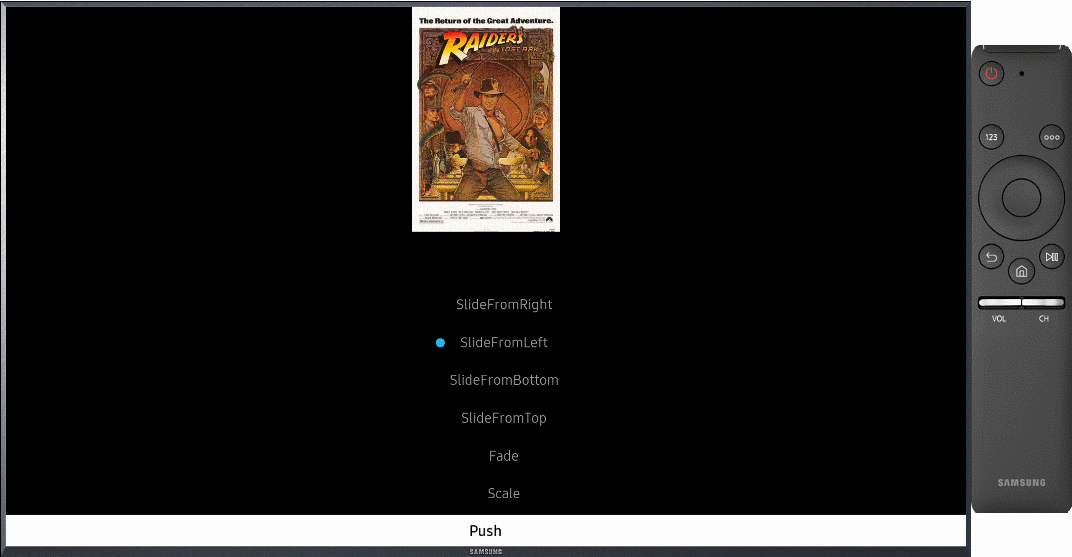 The Return of the Great Adventure.
RAIDERS
of the LOST ARK
SlideFromRight
SlideFromLeft
SlideFromBottom
SlideFromTop
Fade
Scale
Push
SAMSUNG
123
VOL CH
SAMSUNG